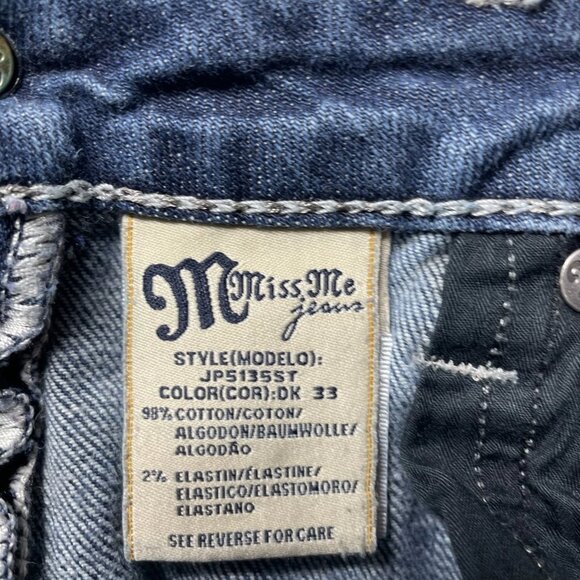 M Miss Me
jeans
STYLE(MODELO):
JP5135ST
COLOR(COR):DK 33
98% COTTON/COTON/
ALGODON/BAUMWOLLE/
ALGODÃO
2% ELASTIN/ÉLASTINE/
ELASTICO/ELASTOMORO/
ELASTANO
SEE REVERSE FOR CARE